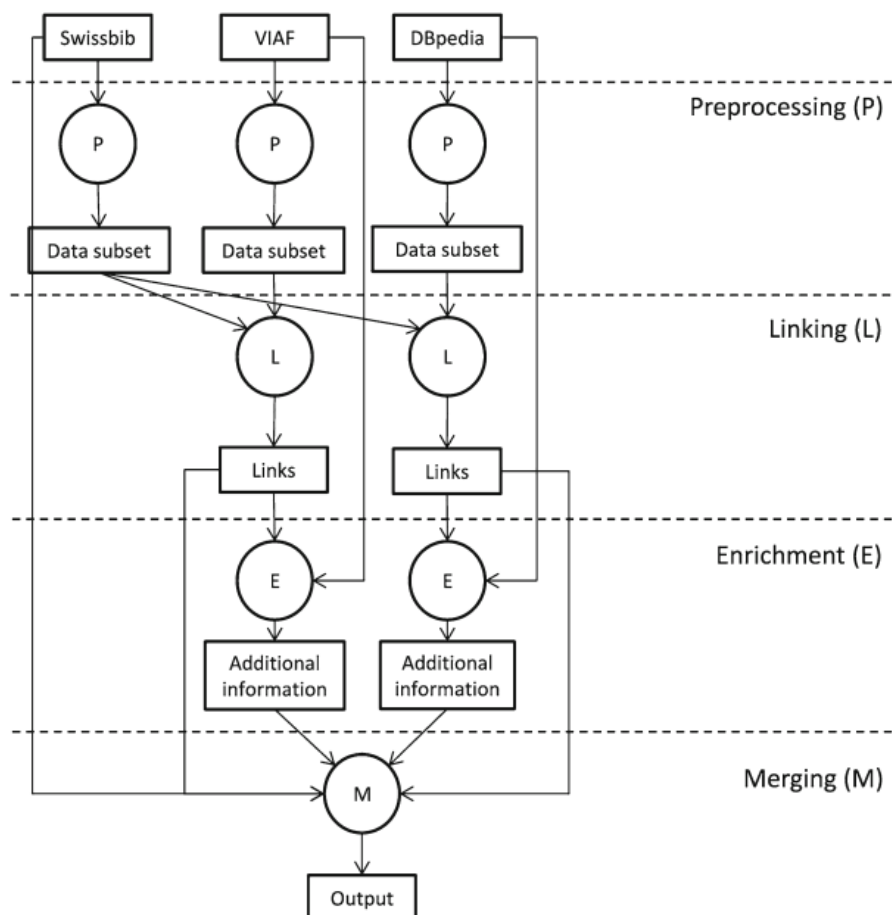 Swissbib
VIAF
DBpedia
Preprocessing (P)
P
P
P
Data subset
Data subset
Data subset
Linking (L)
L
L
Links
Links
Enrichment (E)
E
E
Additional
information
Additional
information
Merging (M)
M
Output